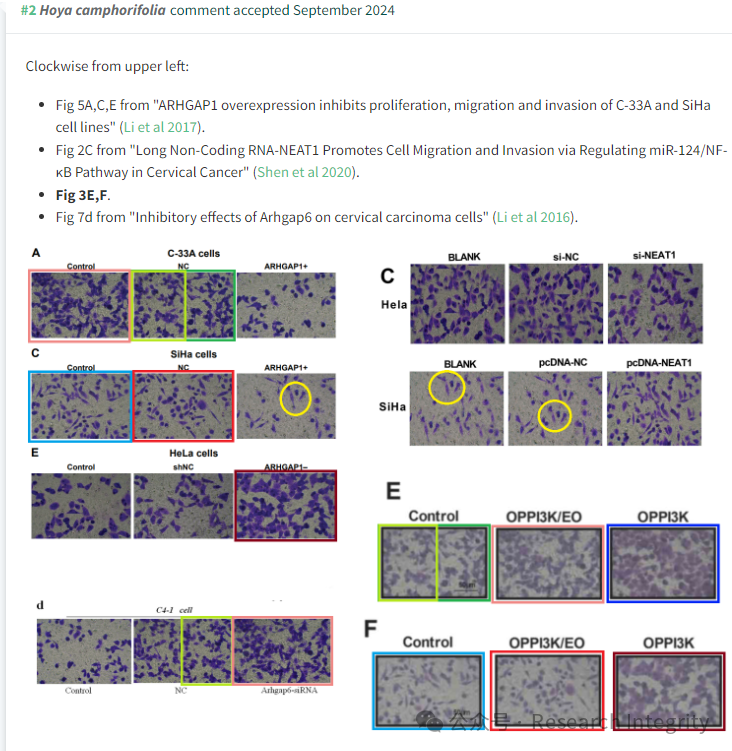 #2 Hoya camphorifolia comment accepted September 2024
Clockwise from upper left:
Fig 5A,C,E from "ARHGAP1 overexpression inhibits proliferation, migration and invasion of C-33A and SiHa
cell lines" (Li et al 2017).
Fig 2C from "Long Non-Coding RNA-NEAT1 Promotes Cell Migration and Invasion via Regulating miR-124/NF-
κB Pathway in Cervical Cancer" (Shen et al 2020).
Fig 3E,F.
Fig 7d from "Inhibitory effects of Arhgap6 on cervical carcinoma cells" (Li et al 2016).
A
C-33A cells
Control NC ARHGAP1+
C
SiHa cells
Control NC ARHGAP1+
E
HeLa cells
Control shNC ARHGAP1–
C
BLANK si-NC si-NEAT1
Hela
BLANK pcDNA-NC pcDNA-NEAT1
SiHa
E
Control OPPI3K/EO OPPI3K
F
Control OPPI3K/EO OPPI3K
d
C4-1 cell
Control NC Arhgap6-siRNA
公众号 · Research Integrity